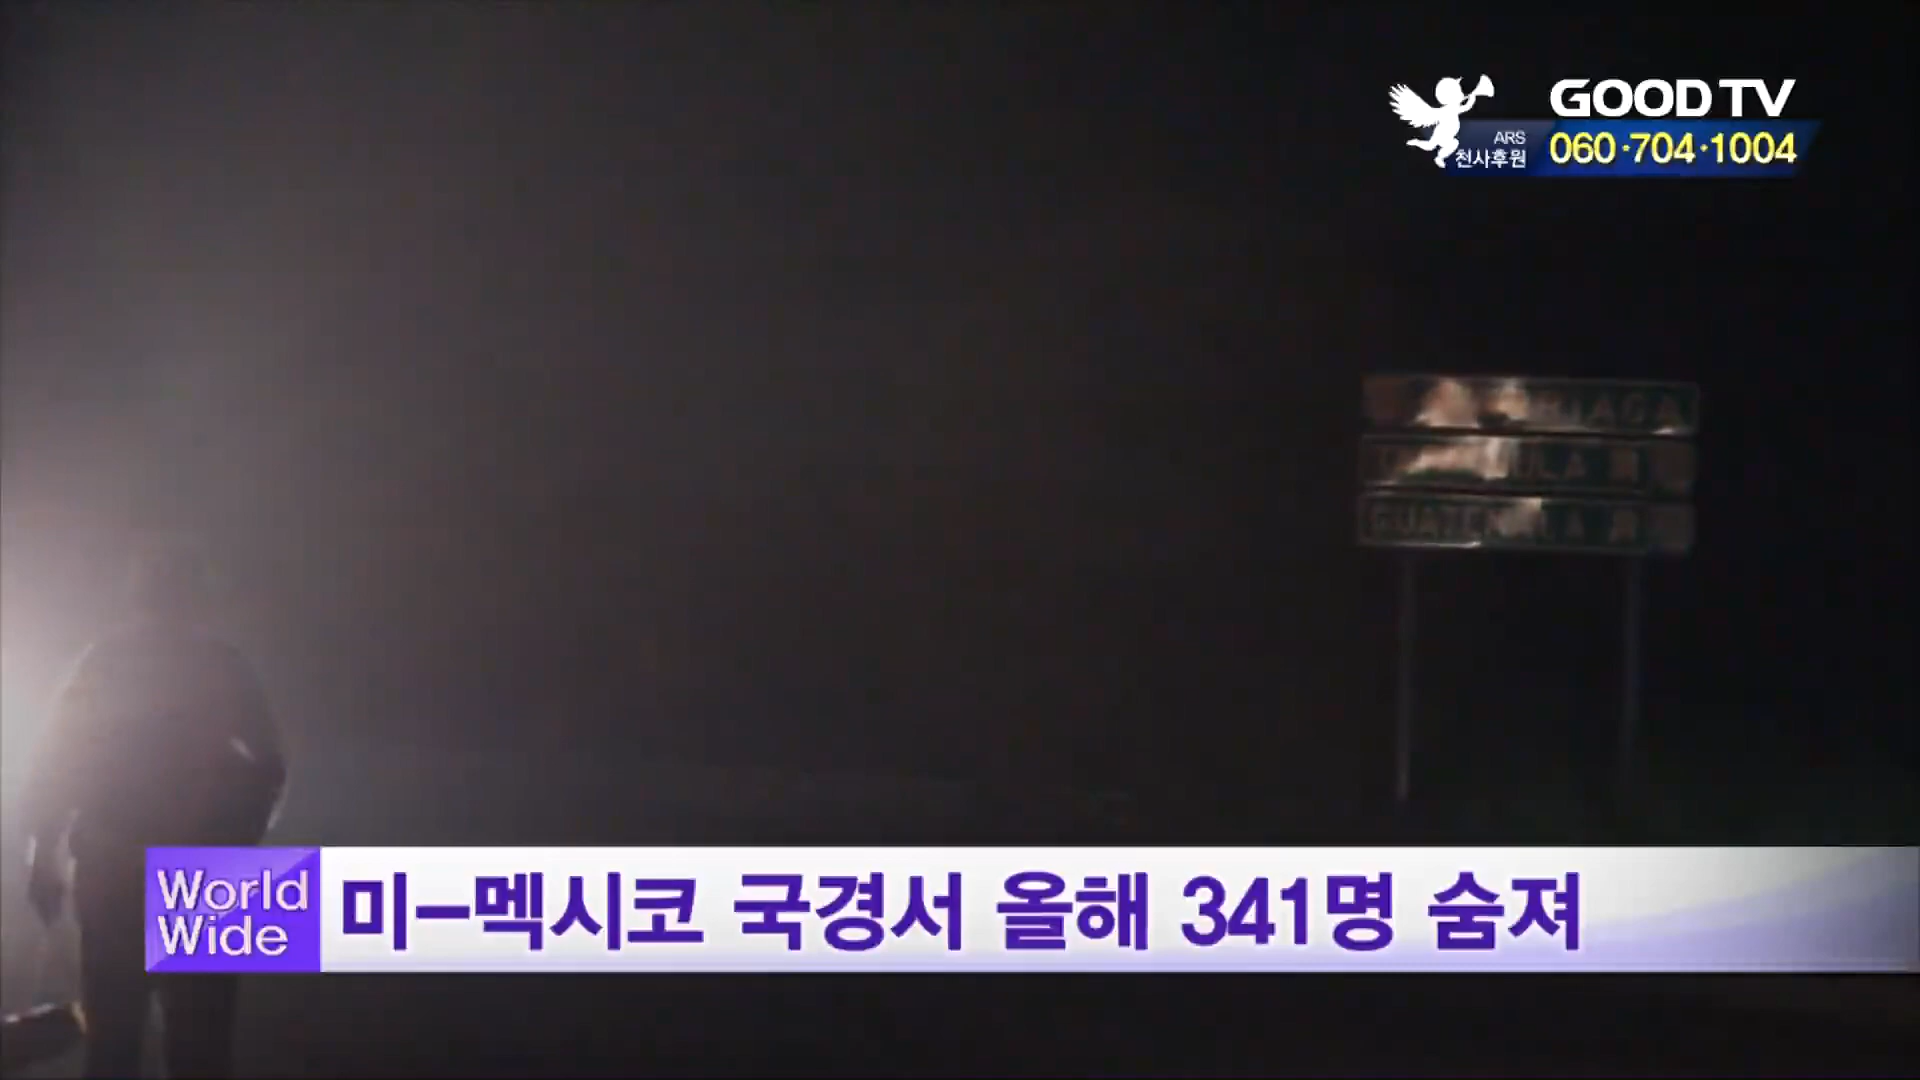 GOOD TV
ARS
천사후원
060·704·1004
GUATEMALA
World
Wide
미-멕시코 국경서 올해 341명 숨져